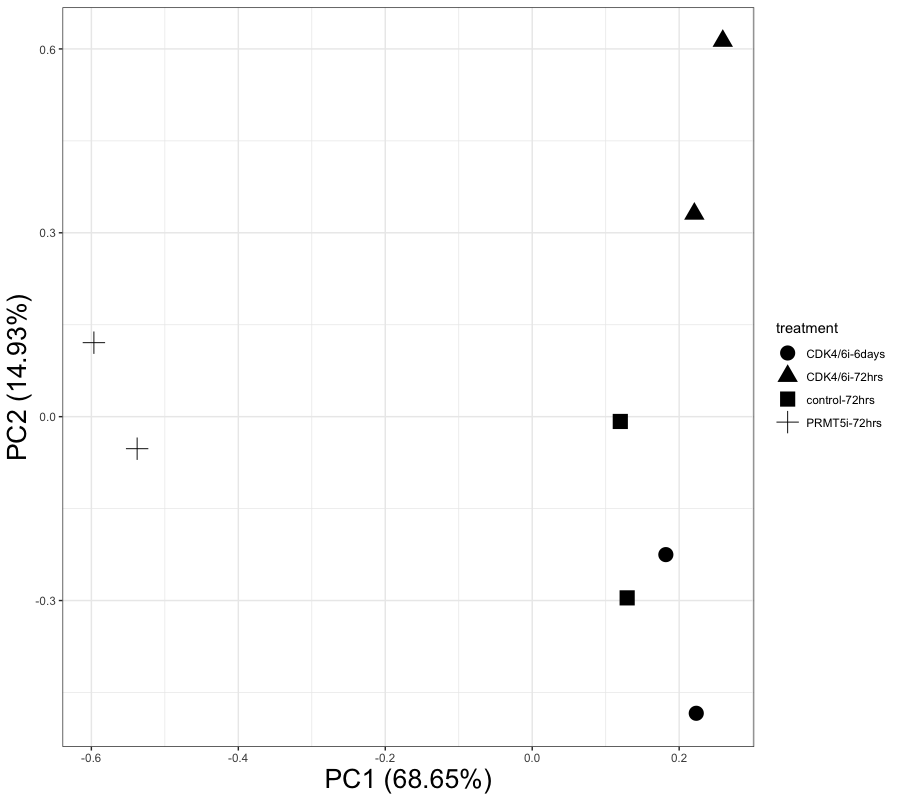 0.6
0.3
0.0
-0.3
PC2 (14.93%)
-0.6
-0.4
-0.2
0.0
0.2
PC1 (68.65%)
treatment
CDK4/6i-6days
CDK4/6i-72hrs
control-72hrs
PRMT5i-72hrs